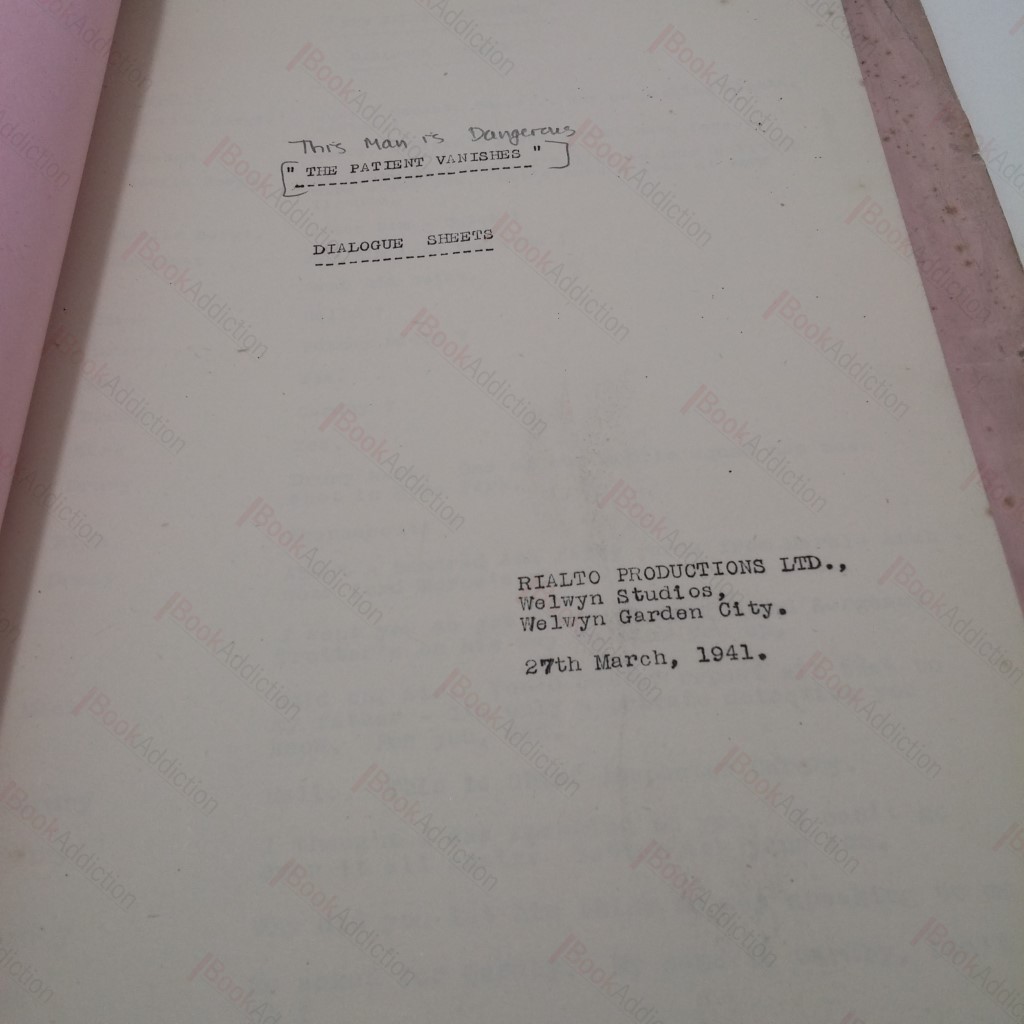 This Man is Dangerous
["THE PATIENT VANISHES"]
DIALOGUE SHEETS
RIALTO PRODUCTIONS LTD.,
Welwyn Studios,
Welwyn Garden City.
27th March, 1941.
BookAddiction